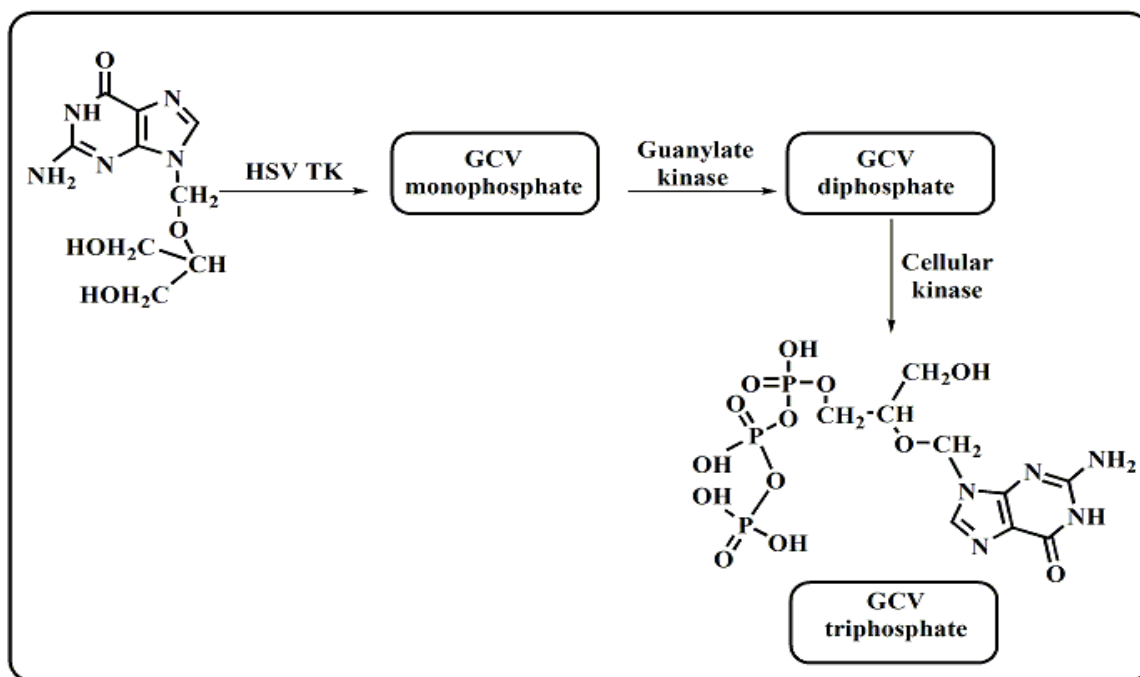 O
N
NH
NH₂
N
N
CH₂
O
HOH₂C
CH
HOH₂C
HSV TK
GCV
monophosphate
Guanylate
kinase
GCV
diphosphate
Cellular
kinase
OH
O=P
O
CH₂OH
O
O
CH₂-CH
P
O-CH₂
OH
O
OH
N
N
NH₂
P
OH
N
NH
O
N
O
GCV
triphosphate